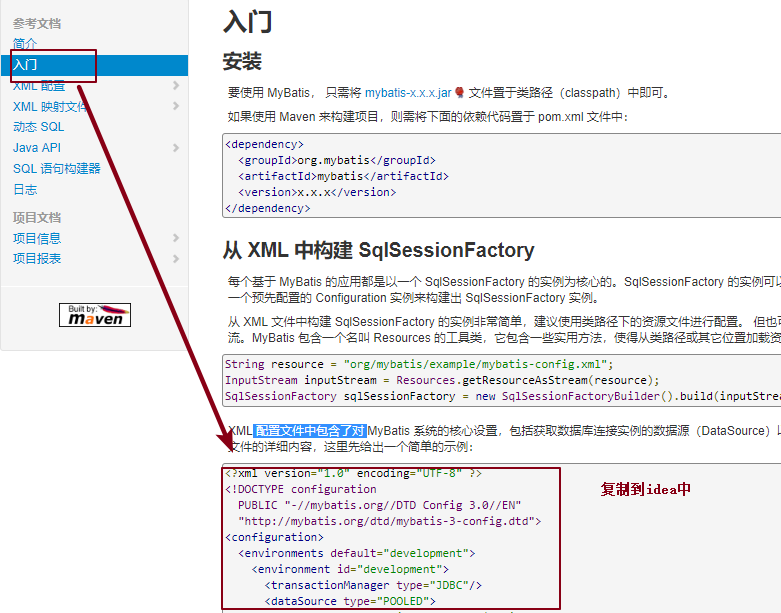 参考文档
简介
入门
XML 配置
XML 映射文件
动态 SQL
Java API
SQL 语句构建器
日志
项目文档
项目信息
项目报表
Built by:
maven
入门
安装
要使用 MyBatis， 只需将 mybatis-x.x.x.jar 文件置于类路径（classpath）中即可。
如果使用 Maven 来构建项目，则需将下面的依赖代码置于 pom.xml 文件中：
<dependency>
  <groupId>org.mybatis</groupId>
  <artifactId>mybatis</artifactId>
  <version>x.x.x</version>
</dependency>
从 XML 中构建 SqlSessionFactory
每个基于 MyBatis 的应用都是以一个 SqlSessionFactory 的实例为核心的。SqlSessionFactory 的实例可以
一个预先配置的 Configuration 实例来构建出 SqlSessionFactory 实例。
从 XML 文件中构建 SqlSessionFactory 的实例非常简单，建议使用类路径下的资源文件进行配置。 但也可
流。MyBatis 包含一个名叫 Resources 的工具类，它包含一些实用方法，使得从类路径或其它位置加载资
String resource = "org/mybatis/example/mybatis-config.xml";
InputStream inputStream = Resources.getResourceAsStream(resource);
SqlSessionFactory sqlSessionFactory = new SqlSessionFactoryBuilder().build(inputStrea
XML 配置文件中包含了对 MyBatis 系统的核心设置，包括获取数据库连接实例的数据源（DataSource）以
文件的详细内容，这里先给出一个简单的示例：
<?xml version="1.0" encoding="UTF-8" ?>
<!DOCTYPE configuration
  PUBLIC "-//mybatis.org//DTD Config 3.0//EN"
  "http://mybatis.org/dtd/mybatis-3-config.dtd">
<configuration>
  <environments default="development">
    <environment id="development">
      <transactionManager type="JDBC"/>
      <dataSource type="POOLED">
复制到idea中